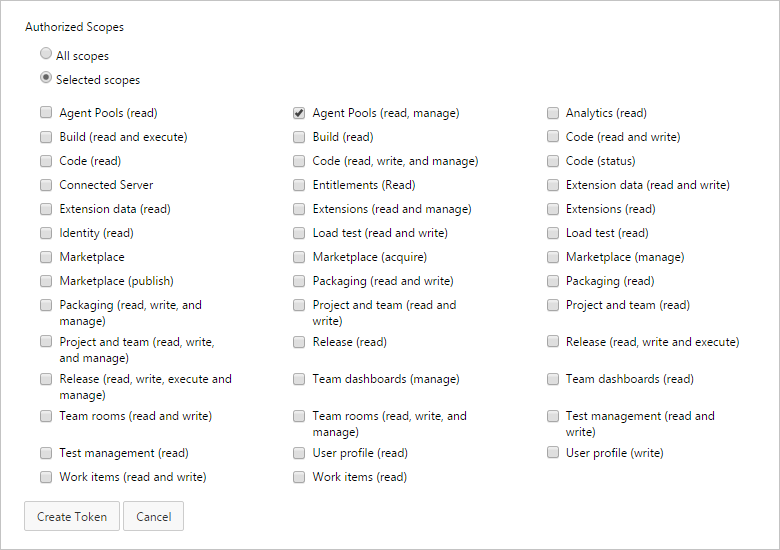 Authorized Scopes
All scopes
Selected scopes
Agent Pools (read)
Agent Pools (read, manage)
Analytics (read)
Build (read and execute)
Build (read)
Code (read and write)
Code (read)
Code (read, write, and manage)
Code (status)
Connected Server
Entitlements (Read)
Extension data (read and write)
Extension data (read)
Extensions (read and manage)
Extensions (read)
Identity (read)
Load test (read and write)
Load test (read)
Marketplace
Marketplace (acquire)
Marketplace (manage)
Marketplace (publish)
Packaging (read and write)
Packaging (read)
Packaging (read, write, and
manage)
Project and team (read and
write)
Project and team (read)
Project and team (read, write,
and manage)
Release (read)
Release (read, write and execute)
Release (read, write, execute and
manage)
Team dashboards (manage)
Team dashboards (read)
Team rooms (read and write)
Team rooms (read, write, and
manage)
Test management (read and
write)
Test management (read)
User profile (read)
User profile (write)
Work items (read and write)
Work items (read)
Create Token
Cancel